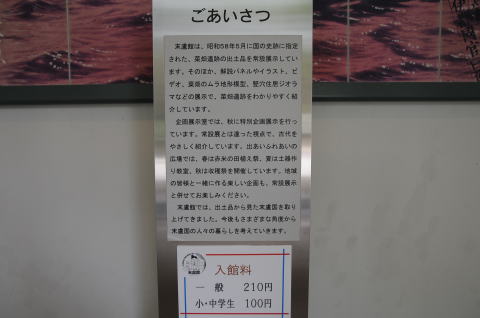 ごあいさつ
末盧館は、昭和58年5月に国の史跡に指定
された、菜畑遺跡の出土品を常設展示してい
ます。そのほか、解説パネルやイラスト、ビ
デオ、菜畑のムラ地形模型、竪穴住居ジオラ
マなどの展示で、菜畑遺跡をわかりやすく紹
介しています。
企画展示室では、秋に特別企画展示を行っ
ています。常設展とは違った視点で、古代を
やさしく紹介しています。出あいふれあいの
広場では、春は赤米の田植え祭、夏は土器作
り教室、秋は収穫祭を開催しています。地域
の皆様と一緒に作る楽しい企画も、常設展示
と併せてお楽しみください。
末盧館では、出土品から見た末盧国を取り
上げてきました。今後もさまざまな角度から
末盧国の人々の暮らしを考えていきます。
末盧館
入館料
一般 210円
小・中学生 100円